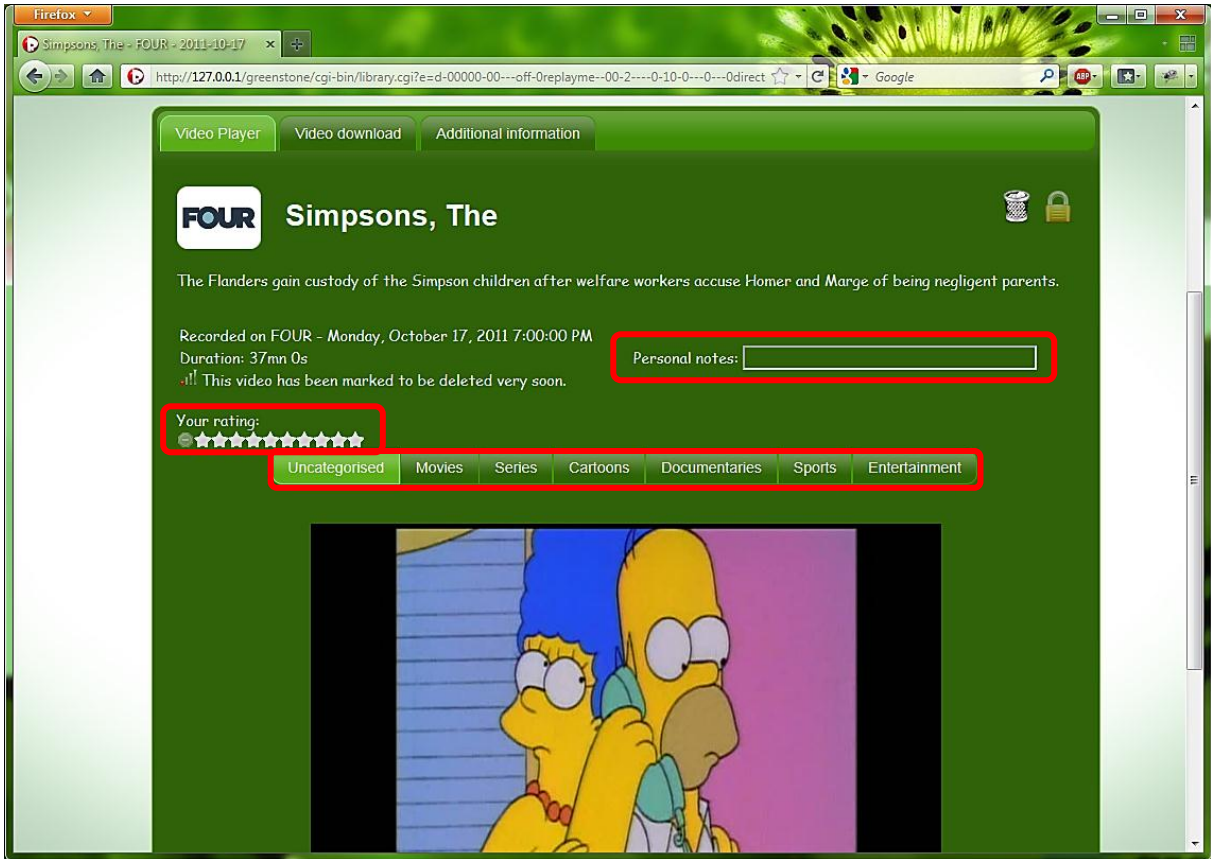 Firefox
Simpsons, The - FOUR - 2011-10-17
http://127.0.0.1/greenstone/cgi-bin/library.cgi?e=d-00000-00---off-0replayme--00-2----0-10-0---0---0direct
Google
ABP
Video Player
Video download
Additional information
FOUR
Simpsons, The
The Flanders gain custody of the Simpson children after welfare workers accuse Homer and Marge of being negligent parents.
Recorded on FOUR - Monday, October 17, 2011 7:00:00 PM
Duration: 37mn 0s
Personal notes:
This video has been marked to be deleted very soon.
Your rating:
Uncategorised
Movies
Series
Cartoons
Documentaries
Sports
Entertainment